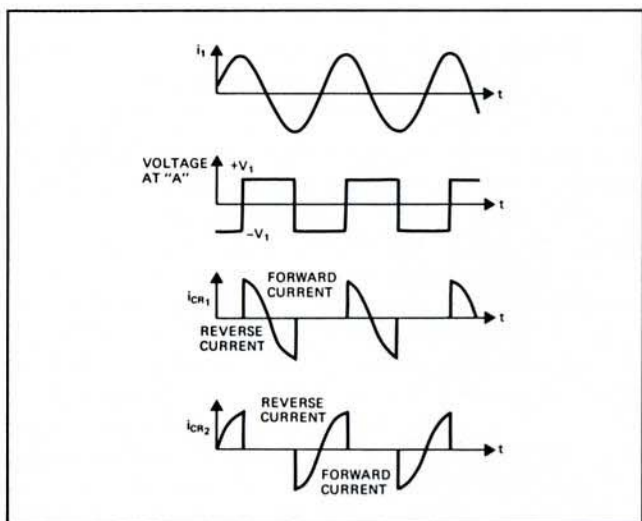 i1
t
VOLTAGE
AT "A"
+V1
t
-V1
iCR1
FORWARD
CURRENT
t
REVERSE
CURRENT
iCR2
REVERSE
CURRENT
t
FORWARD
CURRENT